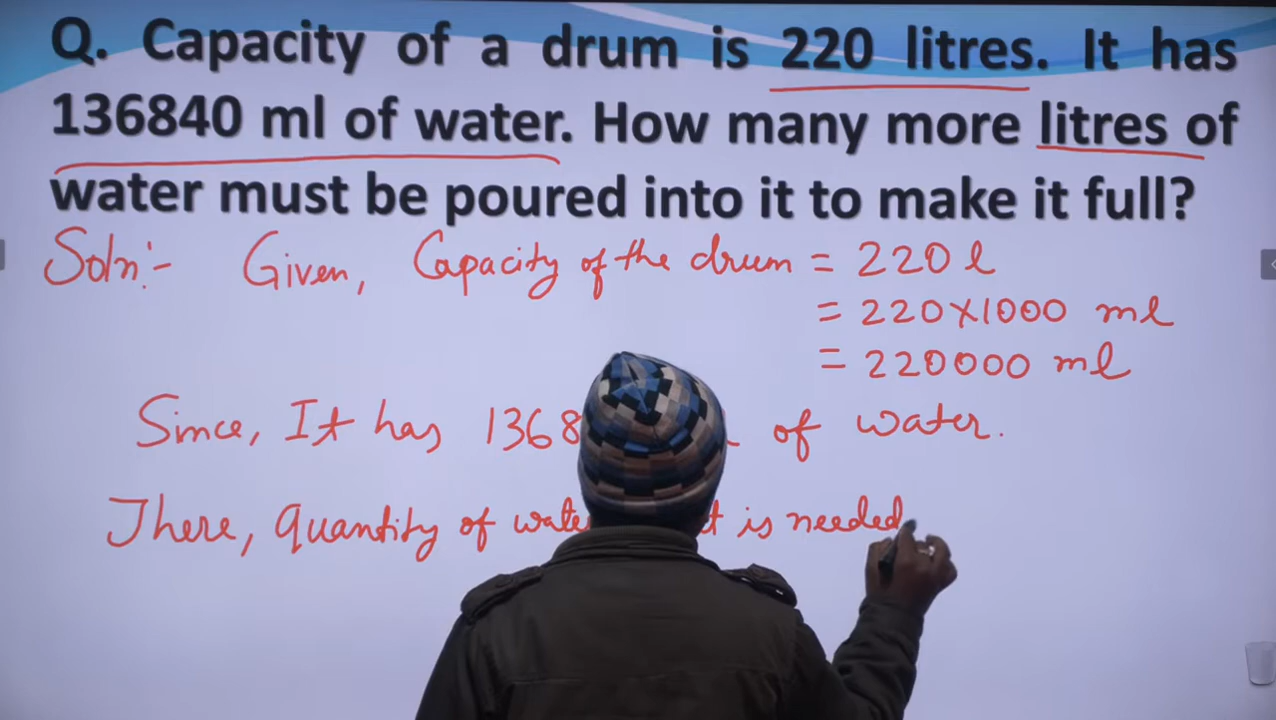 Q. Capacity of a drum is 220 litres. It has
136840 ml of water. How many more litres of
water must be poured into it to make it full?
Soln:- Given, Capacity of the drum = 220 l
= 220×1000 ml
= 220000 ml
Since, It has of water.
There, quantity of is needed